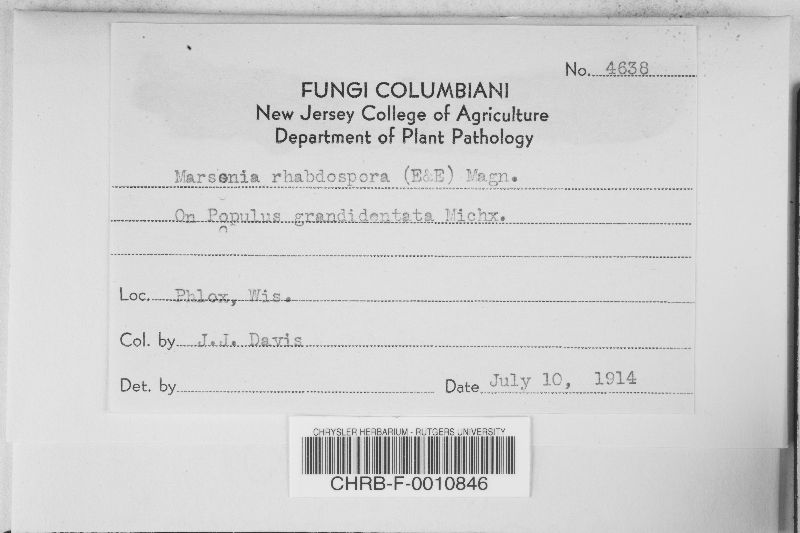 No. 4638
FUNGI COLUMBIANI
New Jersey College of Agriculture
Department of Plant Pathology
Marsonia rhabdospora (E&E) Magn.
On Populus grandidentata Michx.
Loc. Phlox, Wis.
Col. by J.J. Davis
Det. by
Date July 10, 1914
CHRYSLER HERBARIUM - RUTGERS UNIVERSITY
CHRB-F-0010846